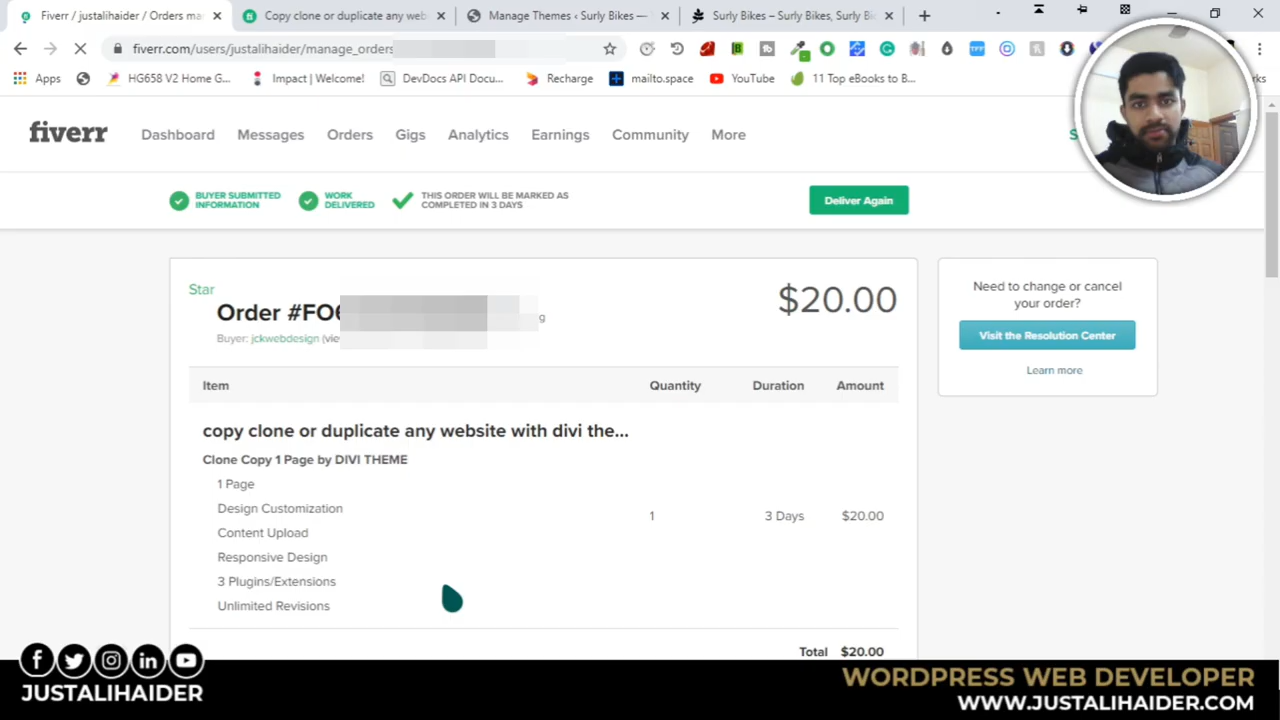 Fiverr / justalihaider / Orders ma
Copy clone or duplicate any web
Manage Themes ‹ Surly Bikes —
Surly Bikes – Surly Bikes, Surly Bi
fiverr.com/users/justalihaider/manage_orders
Apps
HG658 V2 Home G...
Impact | Welcome!
DevDocs API Docu...
Recharge
mailto.space
YouTube
11 Top eBooks to B...
fiverr
Dashboard
Messages
Orders
Gigs
Analytics
Earnings
Community
More
BUYER SUBMITTED
INFORMATION
WORK
DELIVERED
THIS ORDER WILL BE MARKED AS
COMPLETED IN 3 DAYS
Deliver Again
Star
Order #FO6
Buyer: jckwebdesign (vie
$20.00
Need to change or cancel
your order?
Visit the Resolution Center
Learn more
Item Quantity Duration Amount
copy clone or duplicate any website with divi the...
Clone Copy 1 Page by DIVI THEME
1 Page
Design Customization
Content Upload
1 3 Days $20.00
Responsive Design
3 Plugins/Extensions
Unlimited Revisions
Total $20.00
JUSTALIHAIDER
WORDPRESS WEB DEVELOPER
WWW.JUSTALIHAIDER.COM